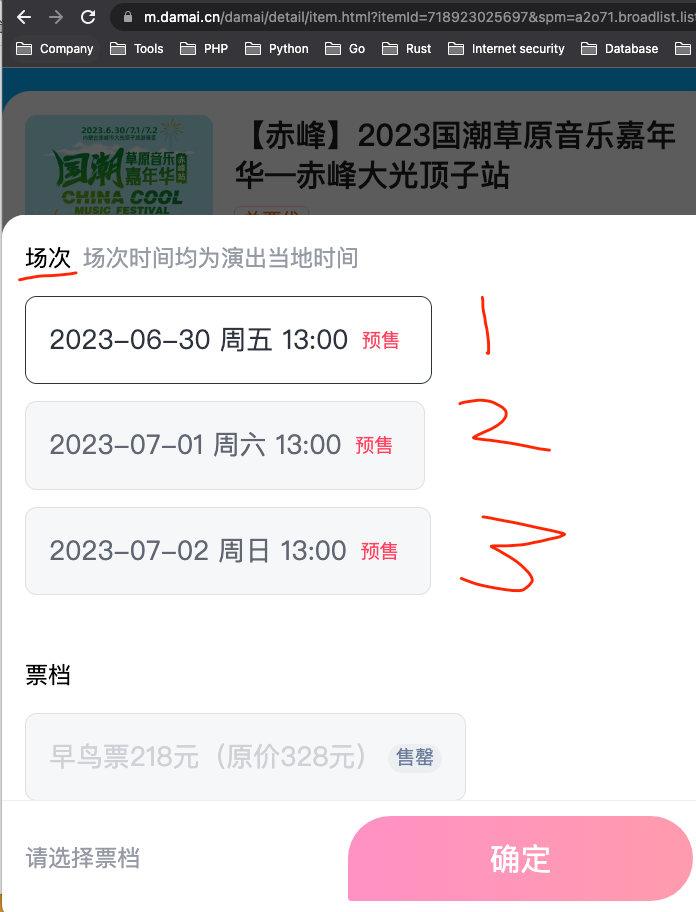 m.damai.cn/damai/detail/item.html?itemId=718923025697&spm=a2o71.broadlist.lis
Company Tools PHP Python Go Rust Internet security Database
2023.6.30/7.1/7.2
国潮 草原音乐嘉年华 赤峰站
CHINA COOL
MUSIC FESTIVAL
【赤峰】2023国潮草原音乐嘉年
华—赤峰大光顶子站
场次 场次时间均为演出当地时间
2023-06-30 周五 13:00 预售 1
2023-07-01 周六 13:00 预售 2
2023-07-02 周日 13:00 预售 3
票档
早鸟票218元（原价328元） 售罄
请选择票档 确定